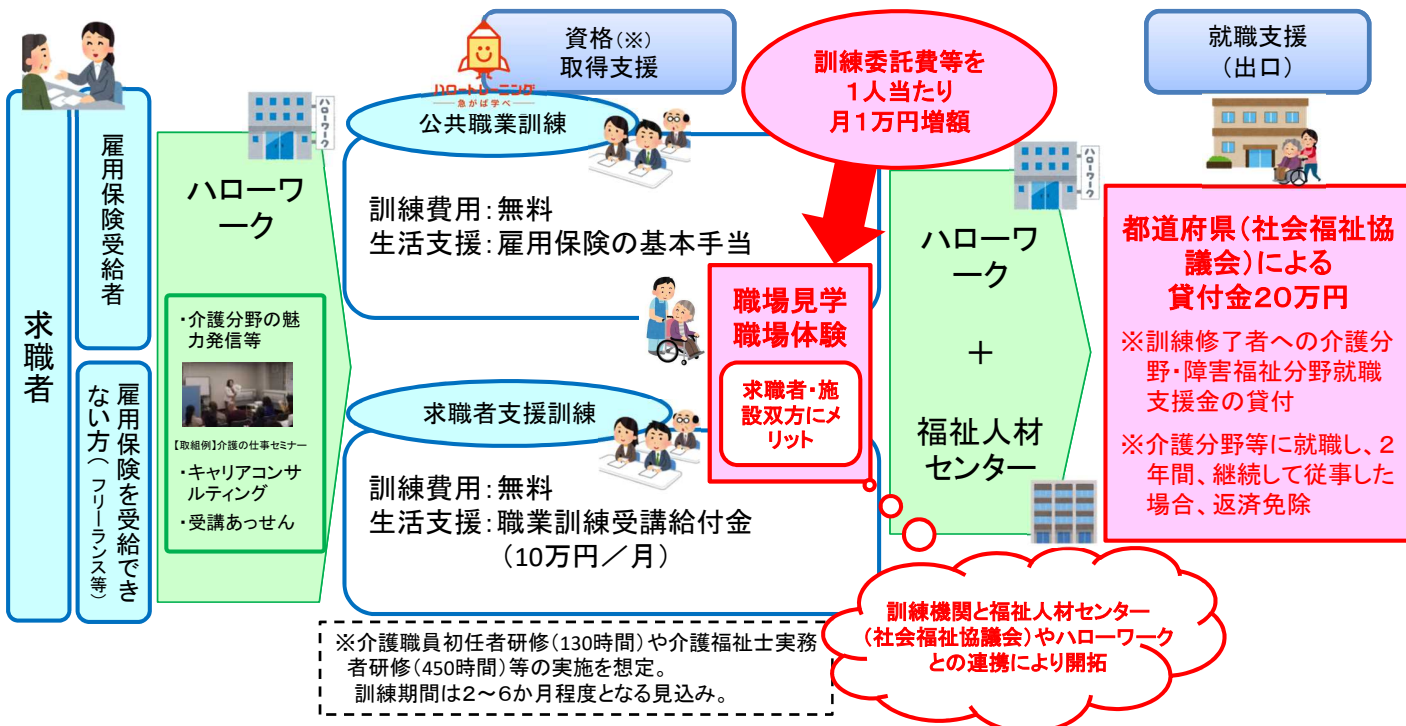 求職者
雇用保険受給者
雇用保険を受給でき
ない方(フリーランス等)
ハローワーク
ハローワ
ーク
・介護分野の魅
力発信等
【取組例】介護の仕事セミナー
・キャリアコンサ
ルティング
・受講あっせん
資格(※)
取得支援
ハロートレーニング
急がば学べ
公共職業訓練
訓練費用:無料
生活支援:雇用保険の基本手当
求職者支援訓練
訓練費用:無料
生活支援:職業訓練受講給付金
(10万円/月)
※介護職員初任者研修(130時間)や介護福祉士実務
者研修(450時間)等の実施を想定。
訓練期間は2~6か月程度となる見込み。
訓練委託費等を
1人当たり
月1万円増額
職場見学
職場体験
求職者・施
設双方にメ
リット
ハローワーク
ハローワ
ーク
+
福祉人材
センター
訓練機関と福祉人材センター
(社会福祉協議会)やハローワーク
との連携により開拓
就職支援
(出口)
都道府県(社会福祉協
議会)による
貸付金20万円
※訓練修了者への介護分
野・障害福祉分野就職
支援金の貸付
※介護分野等に就職し、2
年間、継続して従事した
場合、返済免除